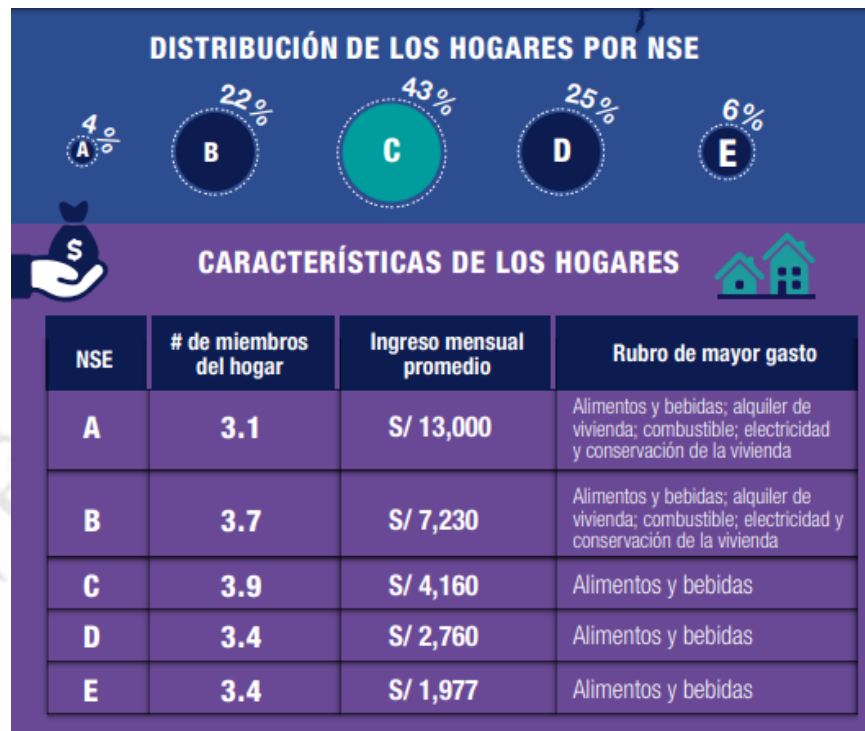 DISTRIBUCIÓN DE LOS HOGARES POR NSE
4% 22% 43% 25% 6%
A B C D E
$
CARACTERÍSTICAS DE LOS HOGARES
NSE
# de miembros
del hogar
Ingreso mensual
promedio
Rubro de mayor gasto
A
3.1
S/ 13,000
Alimentos y bebidas; alquiler de
vivienda; combustible; electricidad
y conservación de la vivienda
B
3.7
S/ 7,230
Alimentos y bebidas; alquiler de
vivienda; combustible; electricidad y
conservación de la vivienda
C
3.9
S/ 4,160
Alimentos y bebidas
D
3.4
S/ 2,760
Alimentos y bebidas
E
3.4
S/ 1,977
Alimentos y bebidas